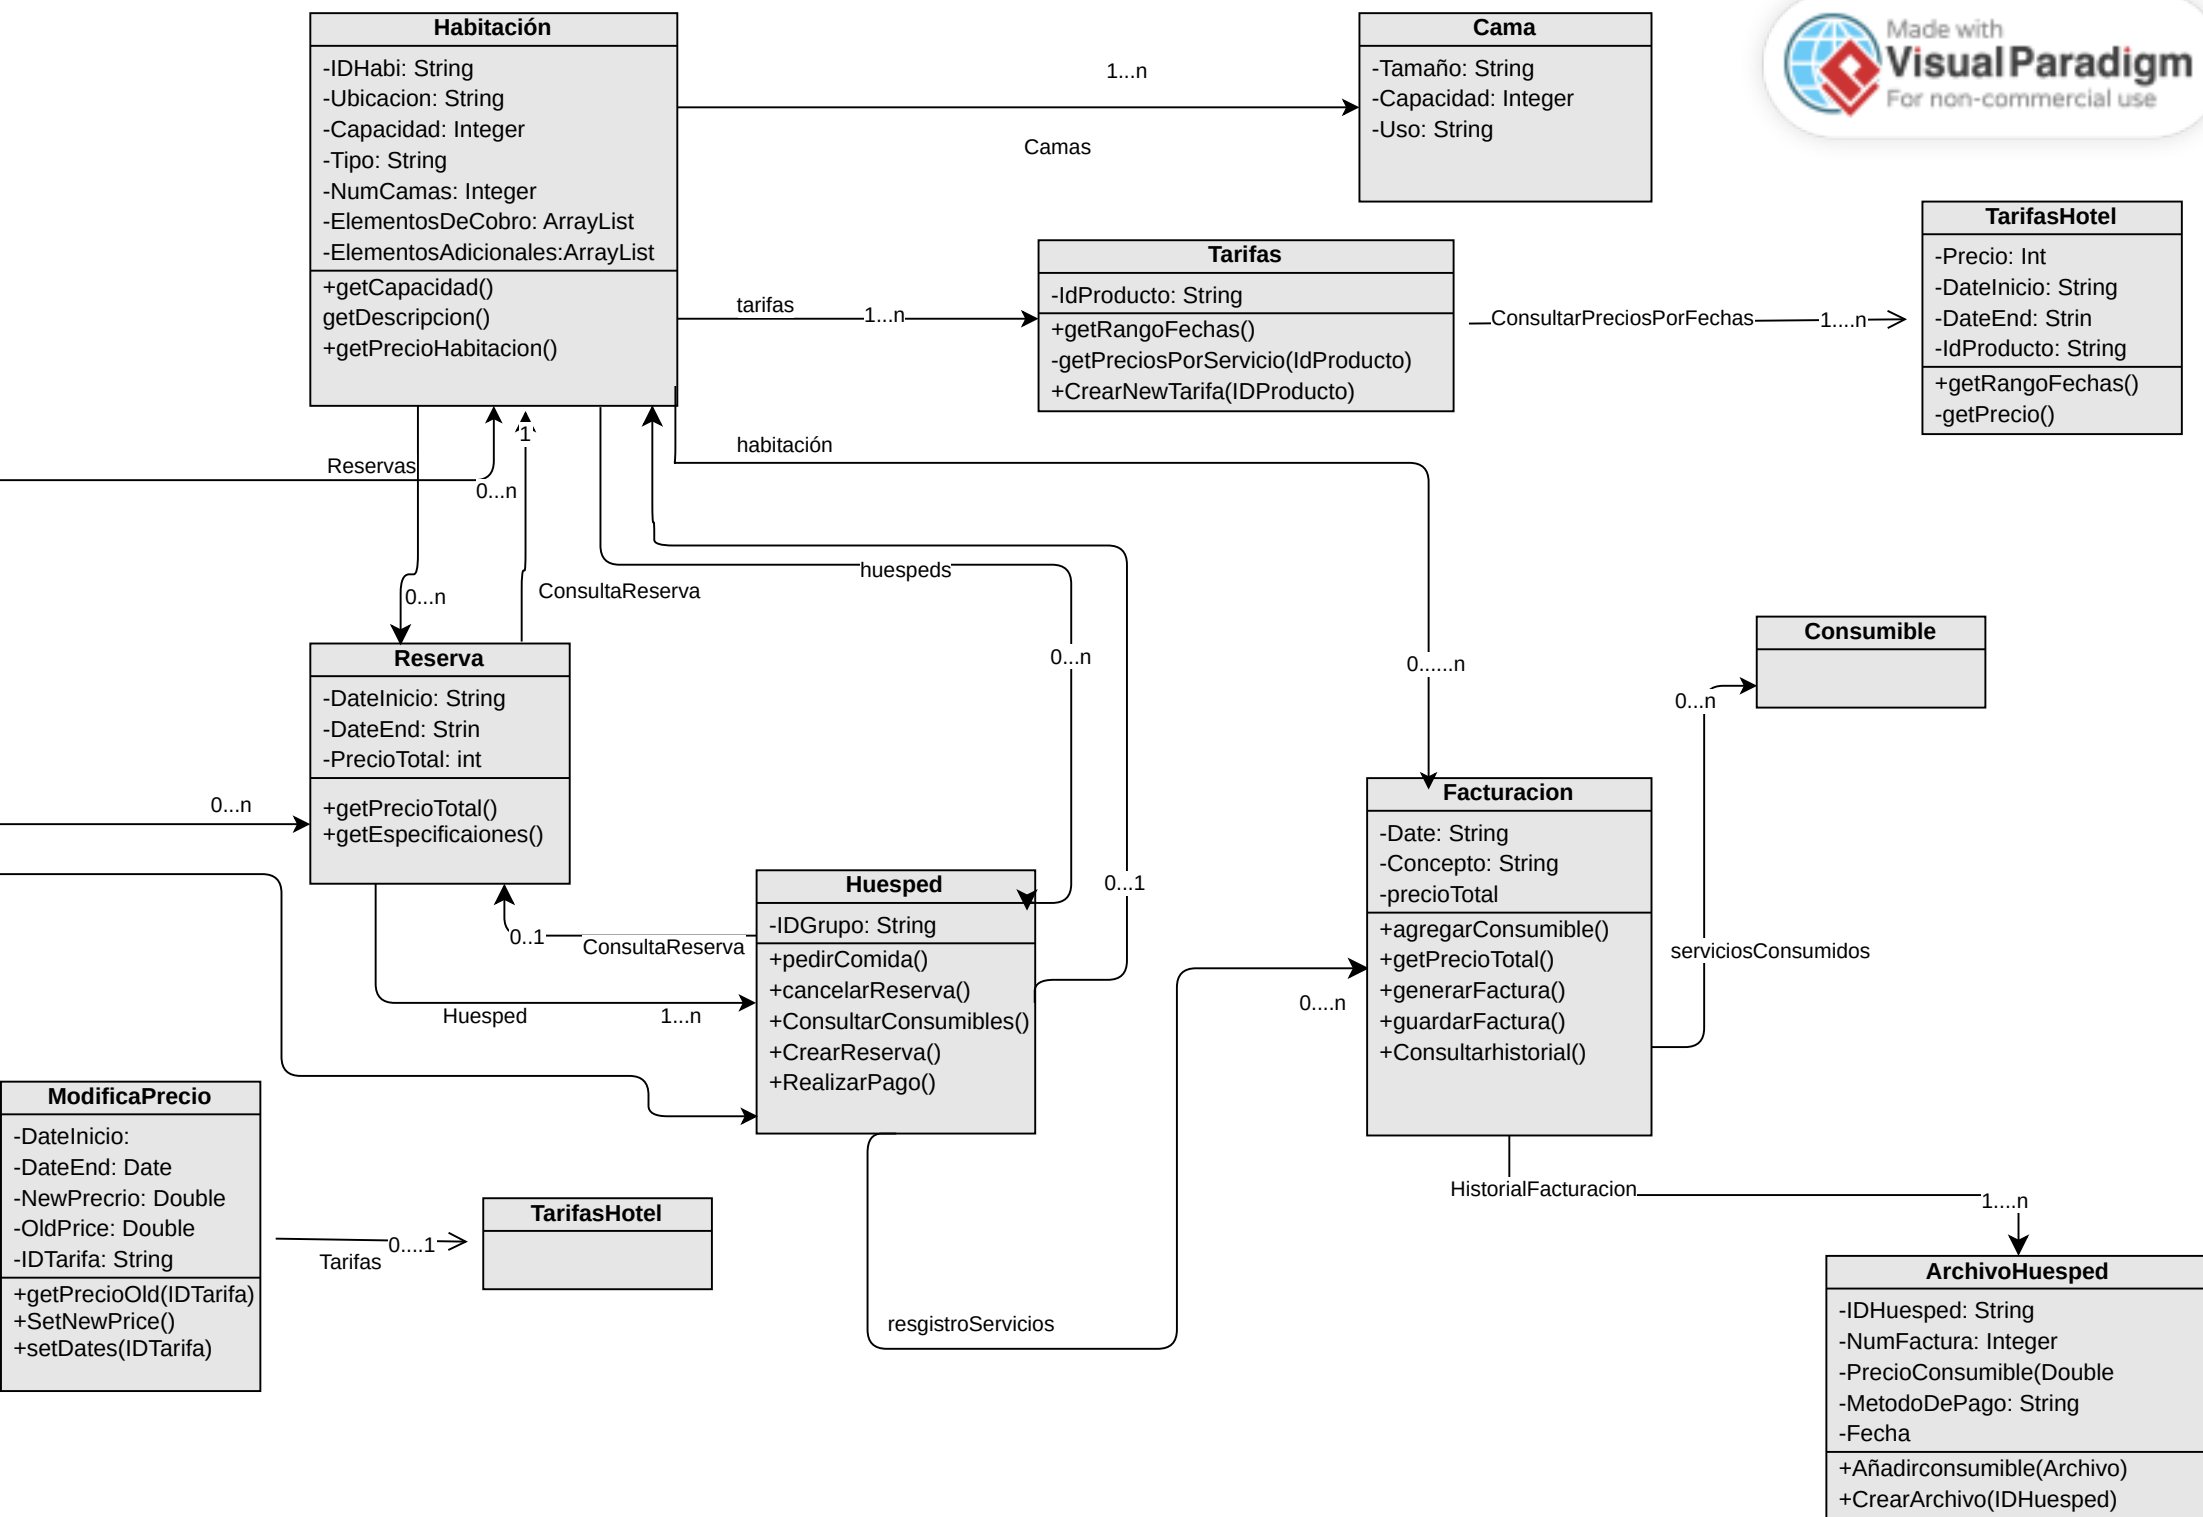 Habitación
-IDHabi: String
-Ubicacion: String
-Capacidad: Integer
-Tipo: String
-NumCamas: Integer
-ElementosDeCobro: ArrayList
-ElementosAdicionales:ArrayList
+getCapacidad()
getDescripcion()
+getPrecioHabitacion()
1...n
Camas
Cama
-Tamaño: String
-Capacidad: Integer
-Uso: String
Made with
Visual Paradigm
For non-commercial use
tarifas
1...n
Tarifas
-IdProducto: String
+getRangoFechas()
-getPreciosPorServicio(IdProducto)
+CrearNewTarifa(IDProducto)
ConsultarPreciosPorFechas
1....n
TarifasHotel
-Precio: Int
-DateInicio: String
-DateEnd: Strin
-IdProducto: String
+getRangoFechas()
-getPrecio()
Reservas
0...n
1
habitación
0...n
ConsultaReserva
huespeds
0...n
0......n
Reserva
-DateInicio: String
-DateEnd: Strin
-PrecioTotal: int
+getPrecioTotal()
+getEspecificaiones()
0...n
Consumible
0...n
Facturacion
-Date: String
-Concepto: String
-precioTotal
+agregarConsumible()
+getPrecioTotal()
+generarFactura()
+guardarFactura()
+Consultarhistorial()
serviciosConsumidos
0...1
Huesped
-IDGrupo: String
+pedirComida()
+cancelarReserva()
+ConsultarConsumibles()
+CrearReserva()
+RealizarPago()
0..1
ConsultaReserva
Huesped
1...n
0....n
ModificaPrecio
-DateInicio:
-DateEnd: Date
-NewPrecrio: Double
-OldPrice: Double
-IDTarifa: String
+getPrecioOld(IDTarifa)
+SetNewPrice()
+setDates(IDTarifa)
Tarifas
0....1
TarifasHotel
resgistroServicios
HistorialFacturacion
1....n
ArchivoHuesped
-IDHuesped: String
-NumFactura: Integer
-PrecioConsumible(Double
-MetodoDePago: String
-Fecha
+Añadirconsumible(Archivo)
+CrearArchivo(IDHuesped)